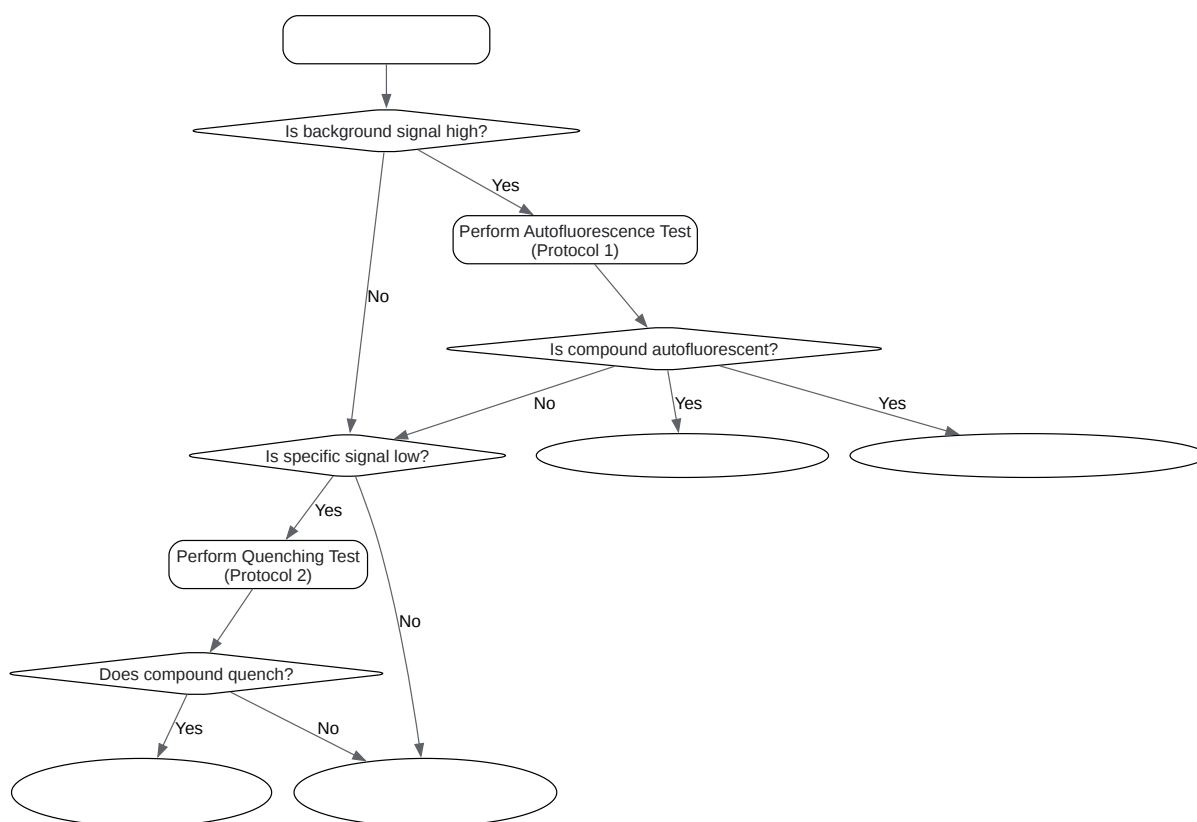 Is background signal high?
Yes
Perform Autofluorescence Test
(Protocol 1)
No
Is compound autofluorescent?
No
Yes
Yes
Is specific signal low?
Yes
Perform Quenching Test
(Protocol 2)
No
Does compound quench?
Yes
No